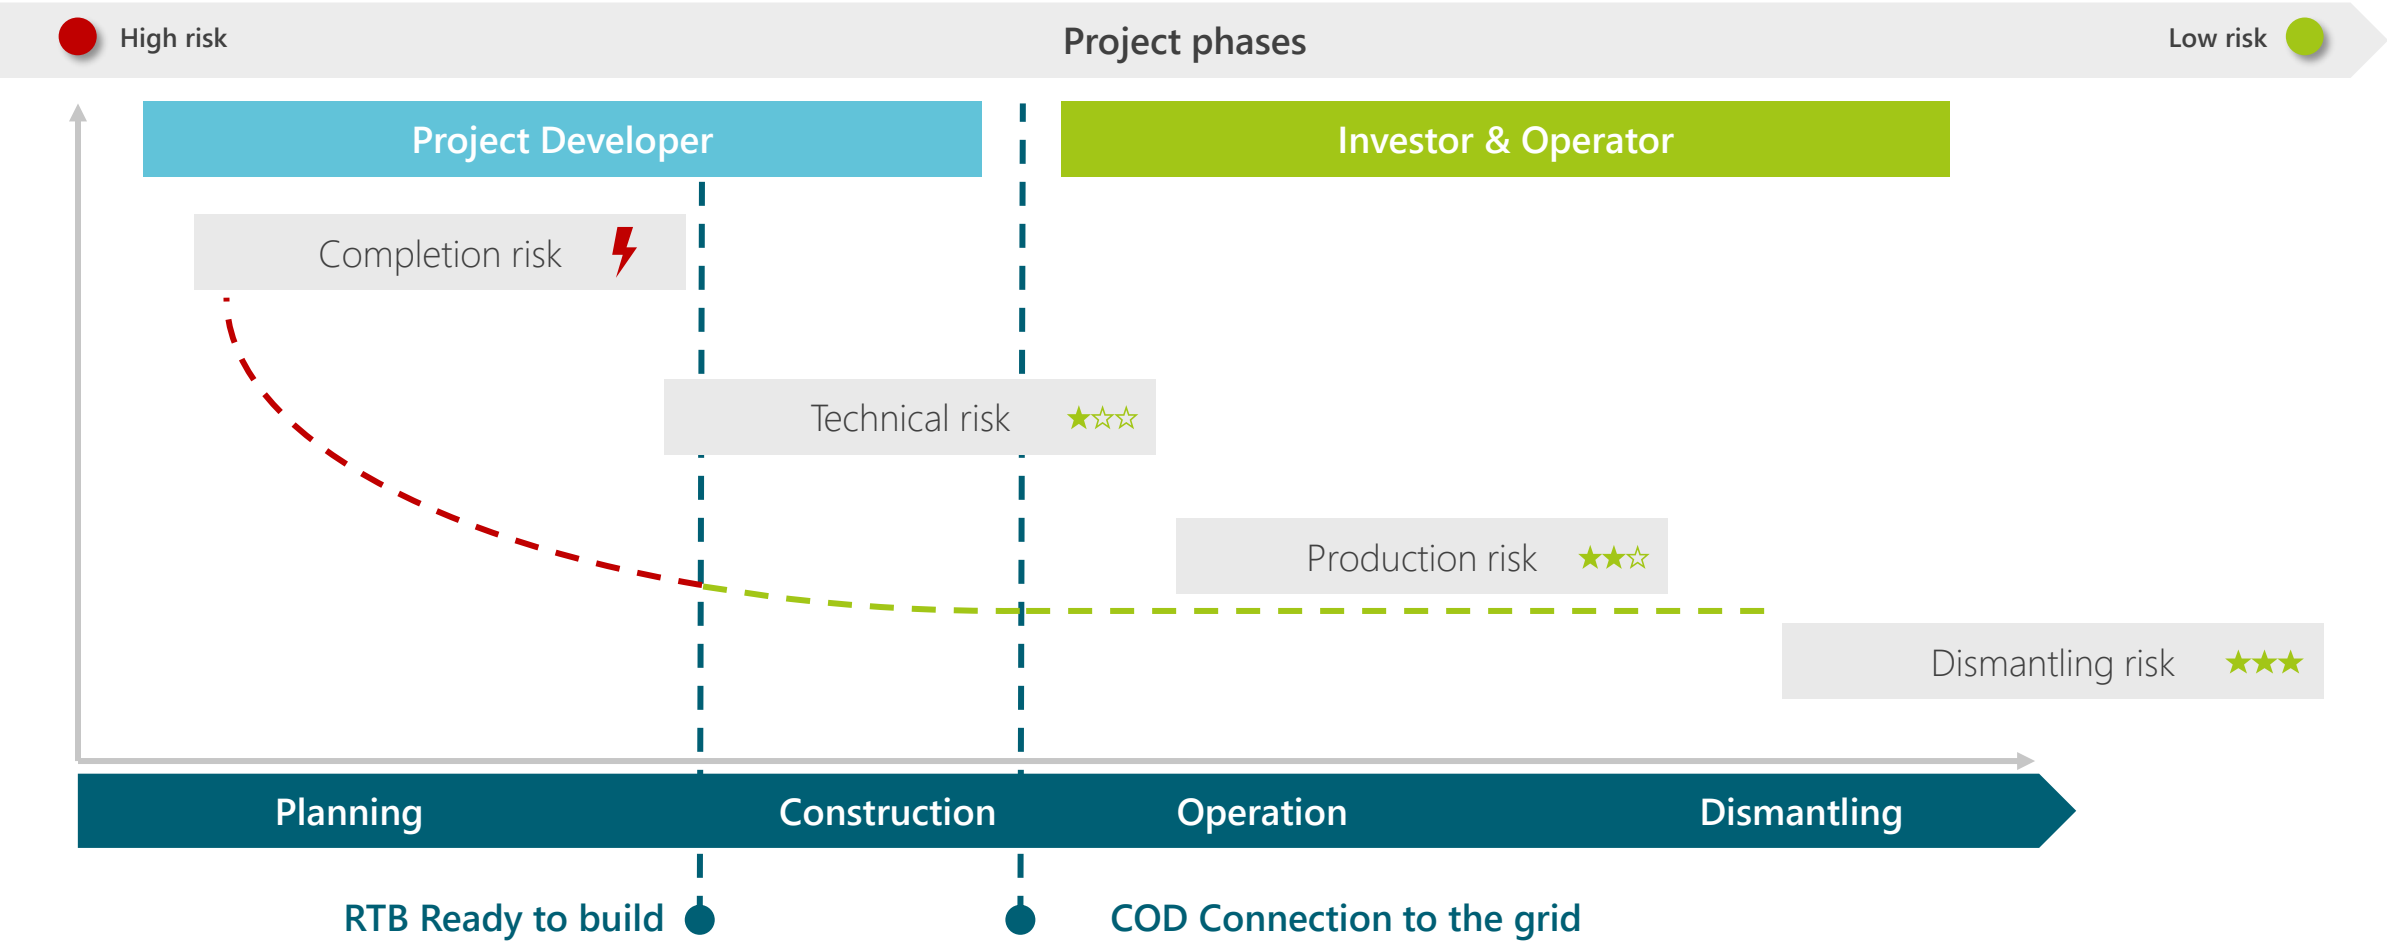 High risk
Project phases
Low risk
Project Developer
Investor & Operator
Completion risk
Technical risk
Production risk
Dismantling risk
Planning
Construction
Operation
Dismantling
RTB Ready to build
COD Connection to the grid